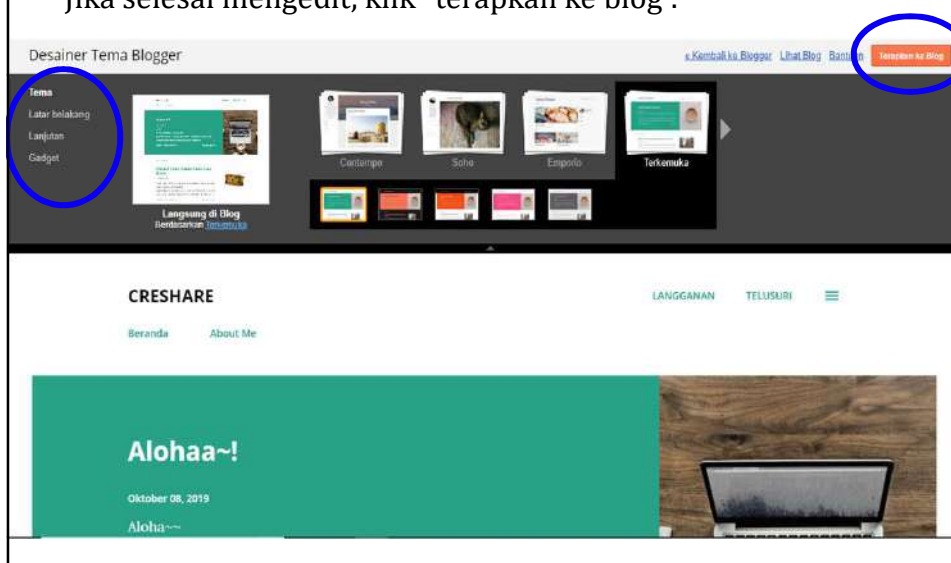 Jika selesai mengedit, klik "terapkan ke blog".
Desainer Tema Blogger
« Kembali ke Blogger Lihat Blog Bantuan Terapkan ke Blog
Tema
Latar belakang
Lanjutan
Gadget
Contempo Soho Emporio Terkemuka
Langsung di Blog
Berdasarkan Terkemuka
CRESHARE
LANGGANAN TELUSURI
Beranda About Me
Alohaa~!
Oktober 08, 2019
Aloha~~